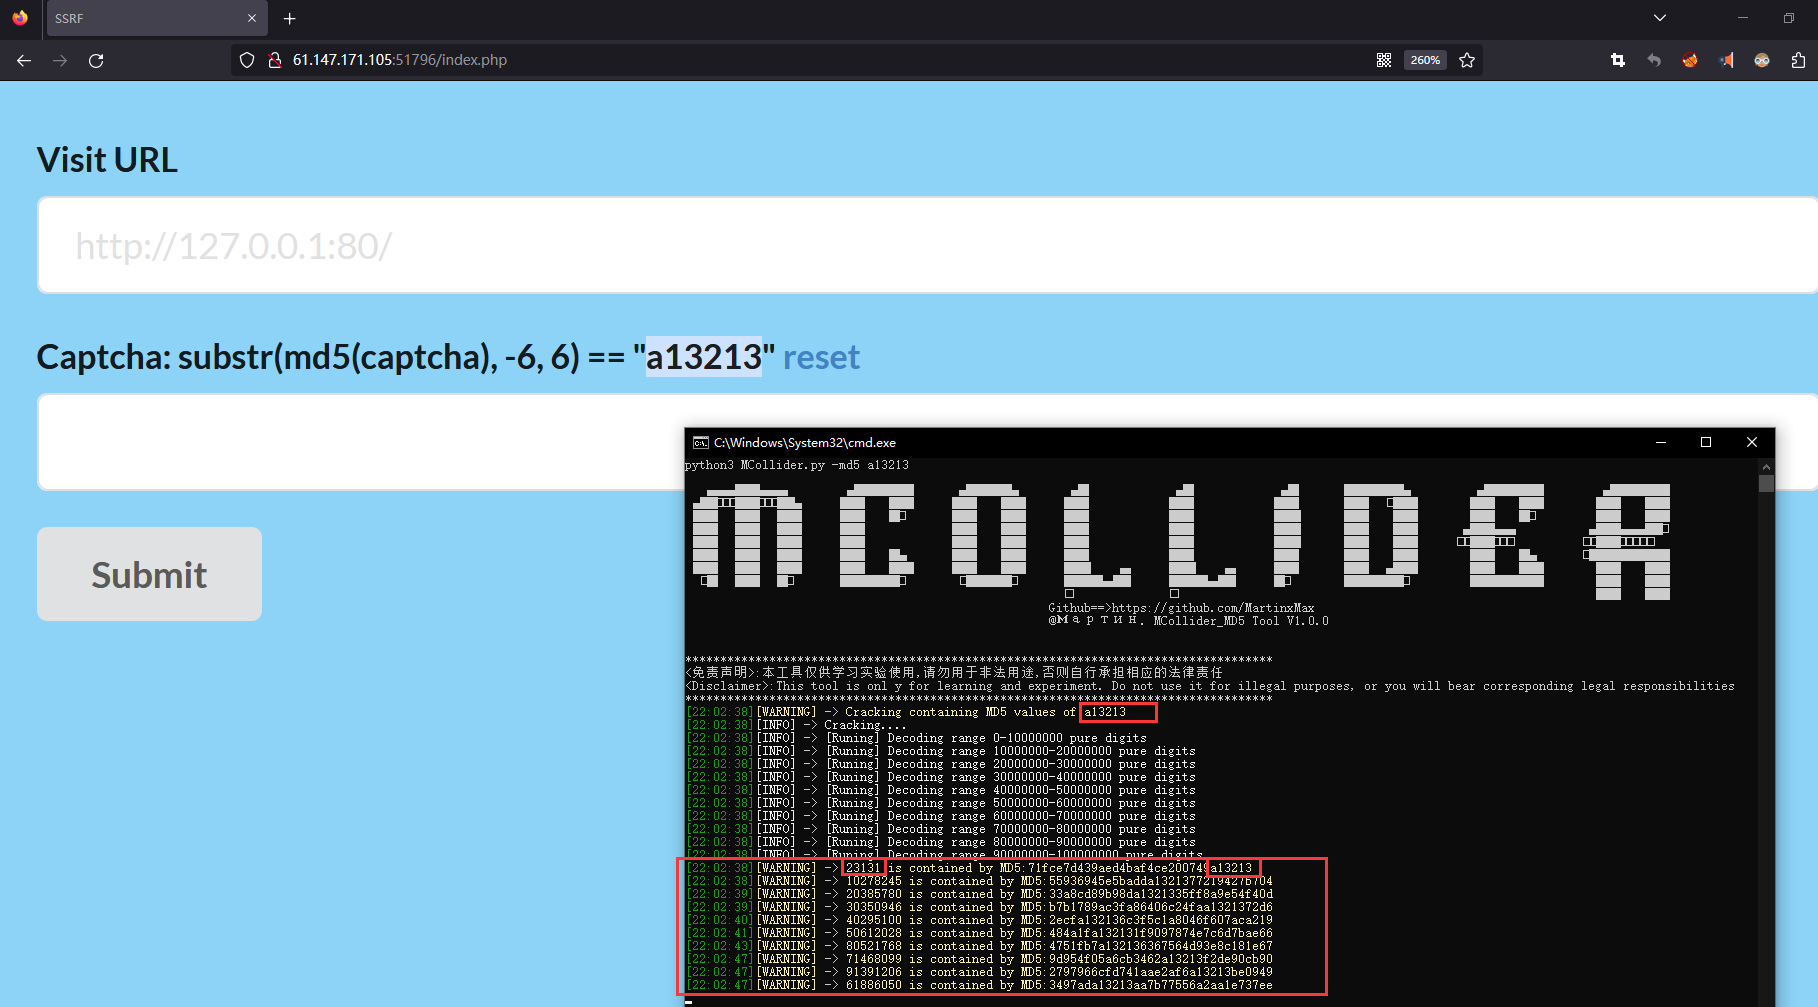 SSRF
61.147.171.105:51796/index.php
260%
Visit URL
http://127.0.0.1:80/
Captcha: substr(md5(captcha), -6, 6) == "a13213" reset
Submit
C:\Windows\System32\cmd.exe
python3 MCollider.py -md5 a13213
MCOLLIDER
Github==>https://github.com/MartinxMax
@Мартин. MCollider_MD5 Tool V1.0.0
************************************************************************************
<免责声明>:本工具仅供学习实验使用,请勿用于非法用途,否则自行承担相应的法律责任
<Disclaimer>:This tool is onl y for learning and experiment. Do not use it for illegal purposes, or you will bear corresponding legal responsibilities
************************************************************************************
[22:02:38][WARNING] -> Cracking containing MD5 values of a13213
[22:02:38][INFO] -> Cracking....
[22:02:38][INFO] -> [Runing] Decoding range 0-10000000 pure digits
[22:02:38][INFO] -> [Runing] Decoding range 10000000-20000000 pure digits
[22:02:38][INFO] -> [Runing] Decoding range 20000000-30000000 pure digits
[22:02:38][INFO] -> [Runing] Decoding range 30000000-40000000 pure digits
[22:02:38][INFO] -> [Runing] Decoding range 40000000-50000000 pure digits
[22:02:38][INFO] -> [Runing] Decoding range 50000000-60000000 pure digits
[22:02:38][INFO] -> [Runing] Decoding range 60000000-70000000 pure digits
[22:02:38][INFO] -> [Runing] Decoding range 70000000-80000000 pure digits
[22:02:38][INFO] -> [Runing] Decoding range 80000000-90000000 pure digits
[22:02:38][INFO] -> [Runing] Decoding range 90000000-100000000 pure digits
[22:02:38][WARNING] -> 23131 is contained by MD5:71fce7d439aed4baf4ce200749a13213
[22:02:38][WARNING] -> 10278245 is contained by MD5:55936945e5badda1321377219427b704
[22:02:39][WARNING] -> 20385780 is contained by MD5:33a8cd89b98da1321335ff8a9e54f40d
[22:02:39][WARNING] -> 30350946 is contained by MD5:b7b1789ac3fa86406c24faa1321372d6
[22:02:40][WARNING] -> 40295100 is contained by MD5:2ecfa132136c3f5c1a8046f607aca219
[22:02:41][WARNING] -> 50612028 is contained by MD5:484a1fa132131f9097874e7c6d7bae66
[22:02:43][WARNING] -> 80521768 is contained by MD5:4751fb7a132136367564d93e8c181e67
[22:02:47][WARNING] -> 71468099 is contained by MD5:9d954f05a6cb3462a13213f2de90cb90
[22:02:47][WARNING] -> 91391206 is contained by MD5:2797966cfd741aae2af6a13213be0949
[22:02:47][WARNING] -> 61886050 is contained by MD5:3497ada13213aa7b77556a2aa1e737ee